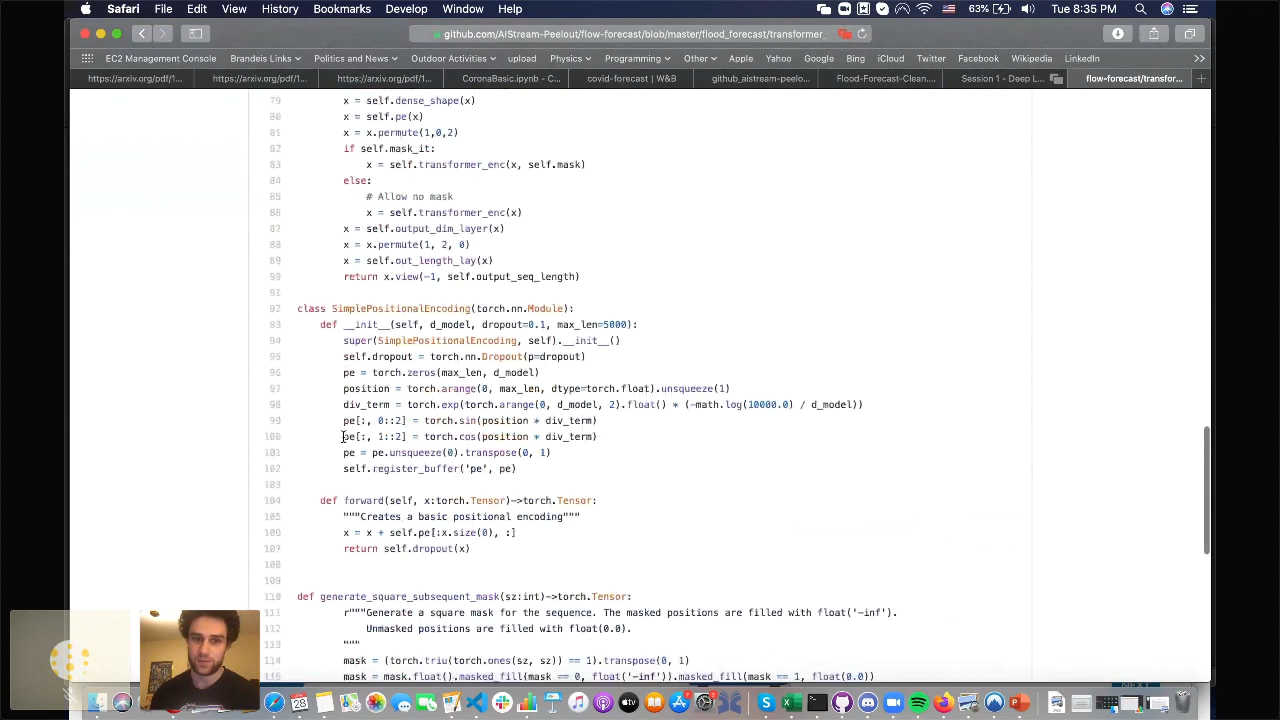 Safari File Edit View History Bookmarks Develop Window Help 63% Tue 8:35 PM
github.com/AIStream-Peelout/flow-forecast/blob/master/flood_forecast/transformer_
EC2 Management Console Brandeis Library Politics and News Outdoor Activities upload Physics Programming Other Apple Yahoo Google Bing iCloud Twitter Facebook Wikipedia LinkedIn
https://arxiv.org/pdf/1... https://arxiv.org/pdf/1... https://arxiv.org/pdf/1... CoronaBasic.ipynb - C... covid-forecast | W&B github_aistream-peelo... Flood-Forecast-Clean.... Session 1 - Deep L... flow-forecast/transfor...
79 x = self.dense_shape(x)
80 x = self.pe(x)
81 x = x.permute(1,0,2)
82 if self.mask_it:
83 x = self.transformer_enc(x, self.mask)
84 else:
85 # Allow no mask
86 x = self.transformer_enc(x)
87 x = self.output_dim_layer(x)
88 x = x.permute(1, 2, 0)
89 x = self.out_length_lay(x)
90 return x.view(-1, self.output_seq_length)
91
92 class SimplePositionalEncoding(torch.nn.Module):
93 def __init__(self, d_model, dropout=0.1, max_len=5000):
94 super(SimplePositionalEncoding, self).__init__()
95 self.dropout = torch.nn.Dropout(p=dropout)
96 pe = torch.zeros(max_len, d_model)
97 position = torch.arange(0, max_len, dtype=torch.float).unsqueeze(1)
98 div_term = torch.exp(torch.arange(0, d_model, 2).float() * (-math.log(10000.0) / d_model))
99 pe[:, 0::2] = torch.sin(position * div_term)
100 pe[:, 1::2] = torch.cos(position * div_term)
101 pe = pe.unsqueeze(0).transpose(0, 1)
102 self.register_buffer('pe', pe)
103
104 def forward(self, x:torch.Tensor)->torch.Tensor:
105 """Creates a basic positional encoding"""
106 x = x + self.pe[:x.size(0), :]
107 return self.dropout(x)
108
109
110 def generate_square_subsequent_mask(sz:int)->torch.Tensor:
111 r"""Generate a square mask for the sequence. The masked positions are filled with float('-inf').
112 Unmasked positions are filled with float(0.0).
113 """
114 mask = (torch.triu(torch.ones(sz, sz)) == 1).transpose(0, 1)
115 mask = mask.float().masked_fill(mask == 0, float('-inf')).masked_fill(mask == 1, float(0.0))